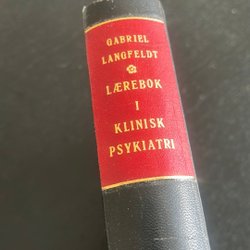 GABRIEL
LANGFELDT
LÆREBOK
I
KLINISK
PSYKIATRI